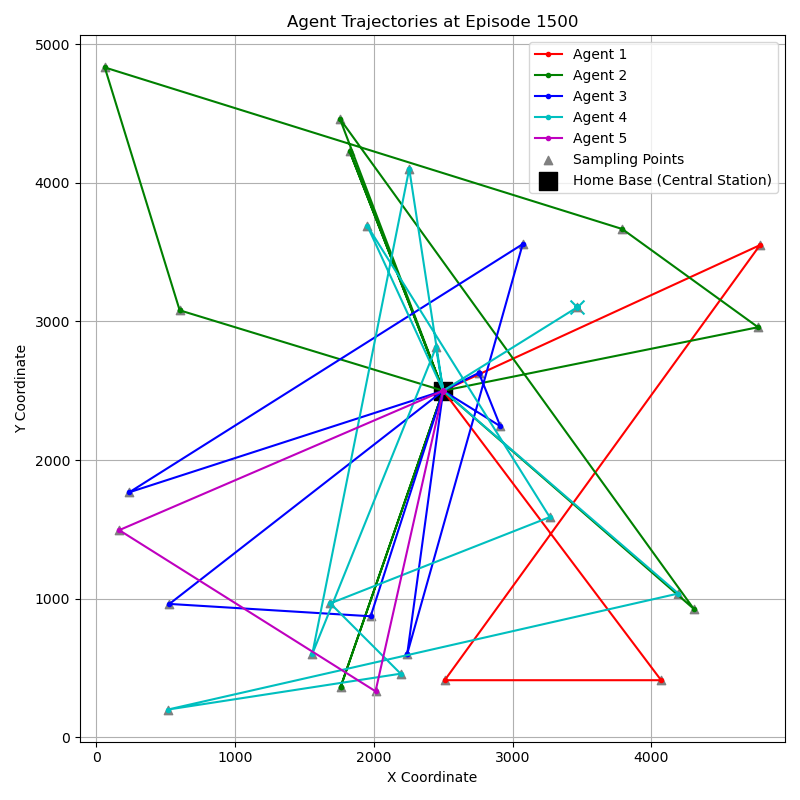 Agent Trajectories at Episode 1500
Agent 1
Agent 2
Agent 3
Agent 4
Agent 5
Sampling Points
Home Base (Central Station)
5000
4000
3000
2000
1000
0
Y Coordinate
0 1000 2000 3000 4000
X Coordinate